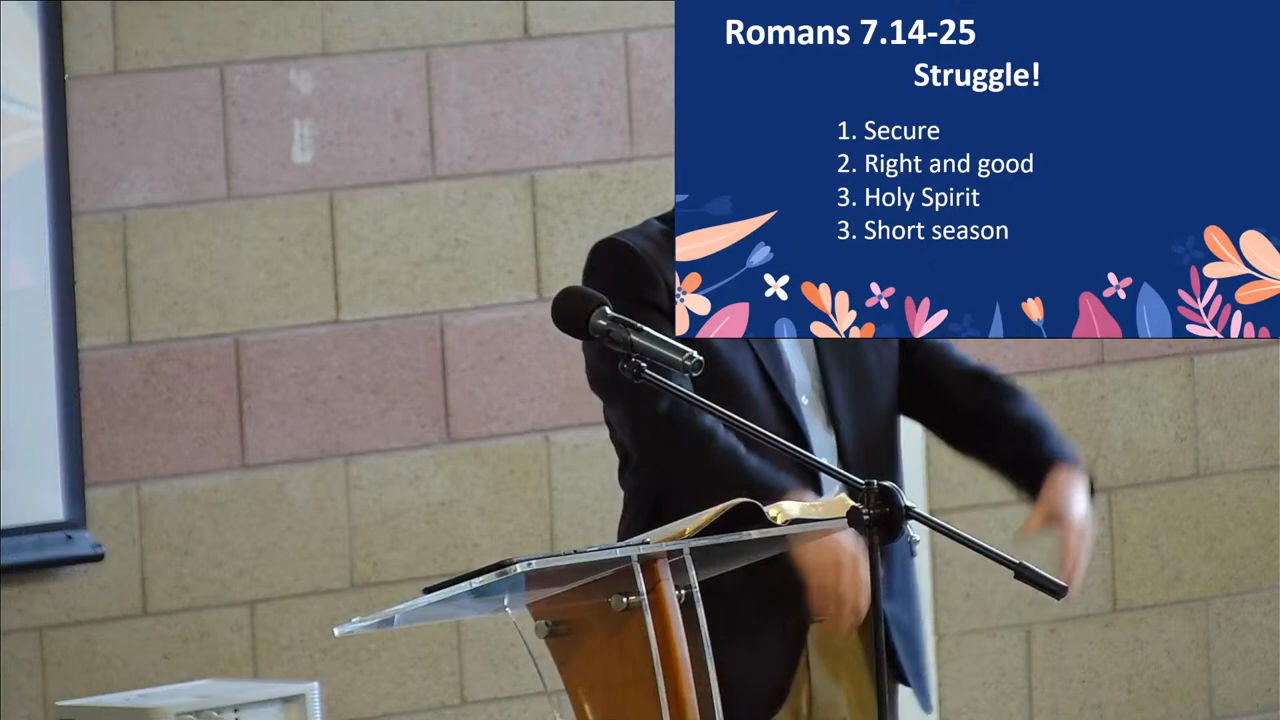 Romans 7.14-25
Struggle!
1. Secure
2. Right and good
3. Holy Spirit
3. Short season